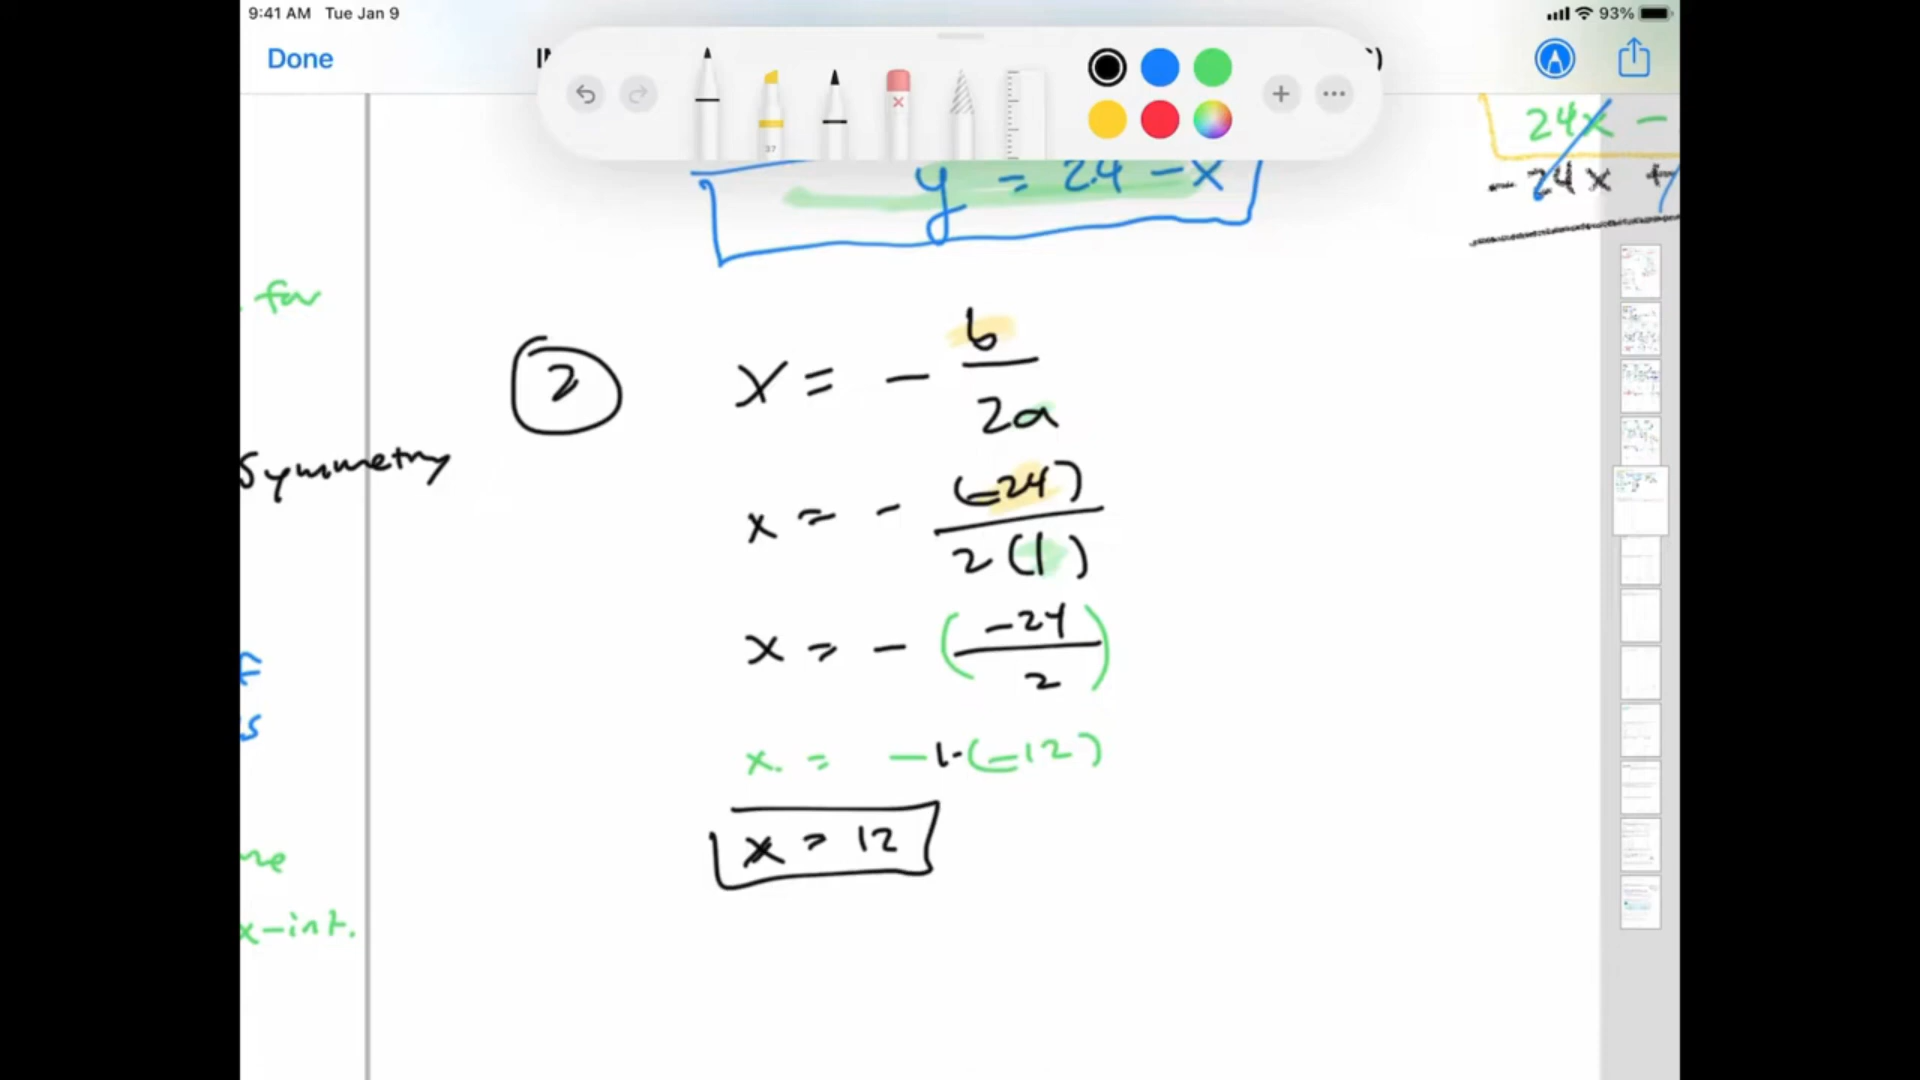 9:41 AM Tue Jan 9
93%
Done
37
y = 24 - x
24x -
- 24x +
for
2
x = - b/2a
Symmetry
x = - (-24)/2(1)
x = - (-24/2)
x = -1·(-12)
x = 12
x-int.